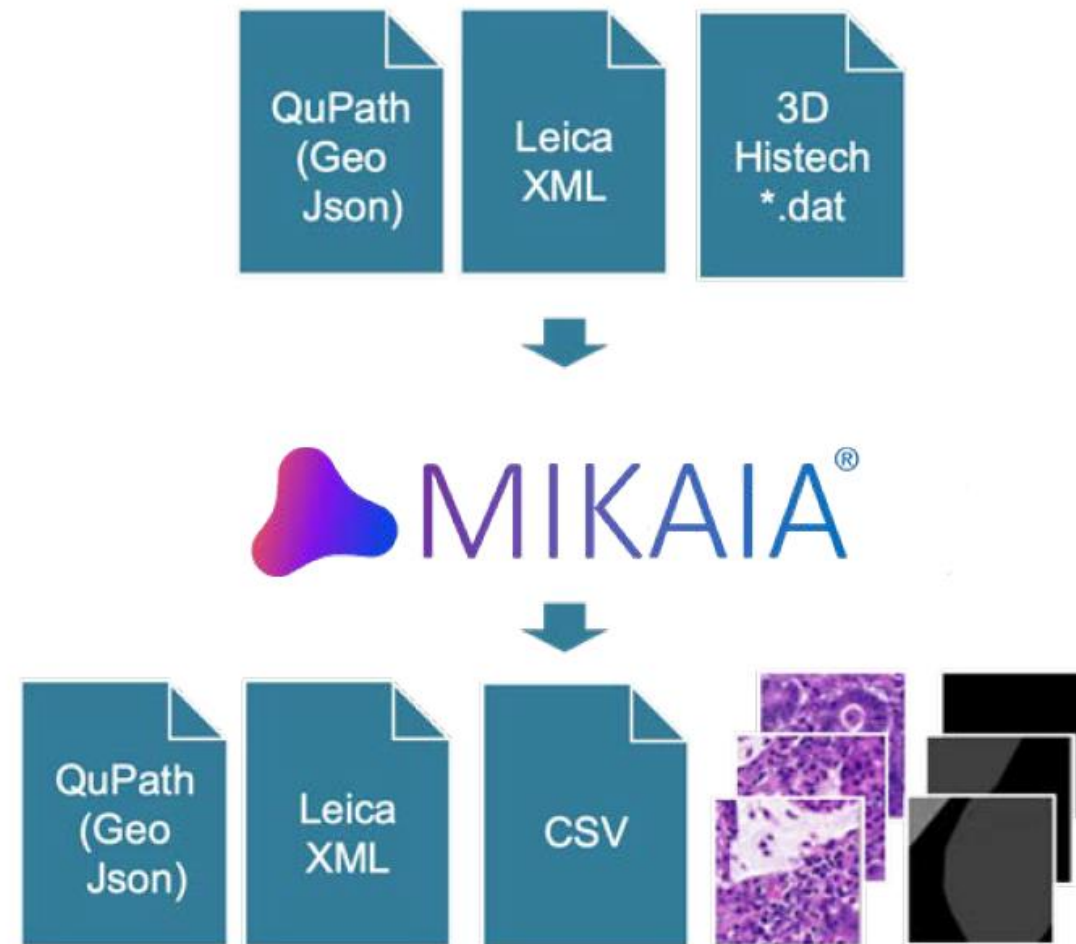 QuPath
(Geo
Json)
Leica
XML
3D
Histech
*.dat
MIKAIA®
QuPath
(Geo
Json)
Leica
XML
CSV